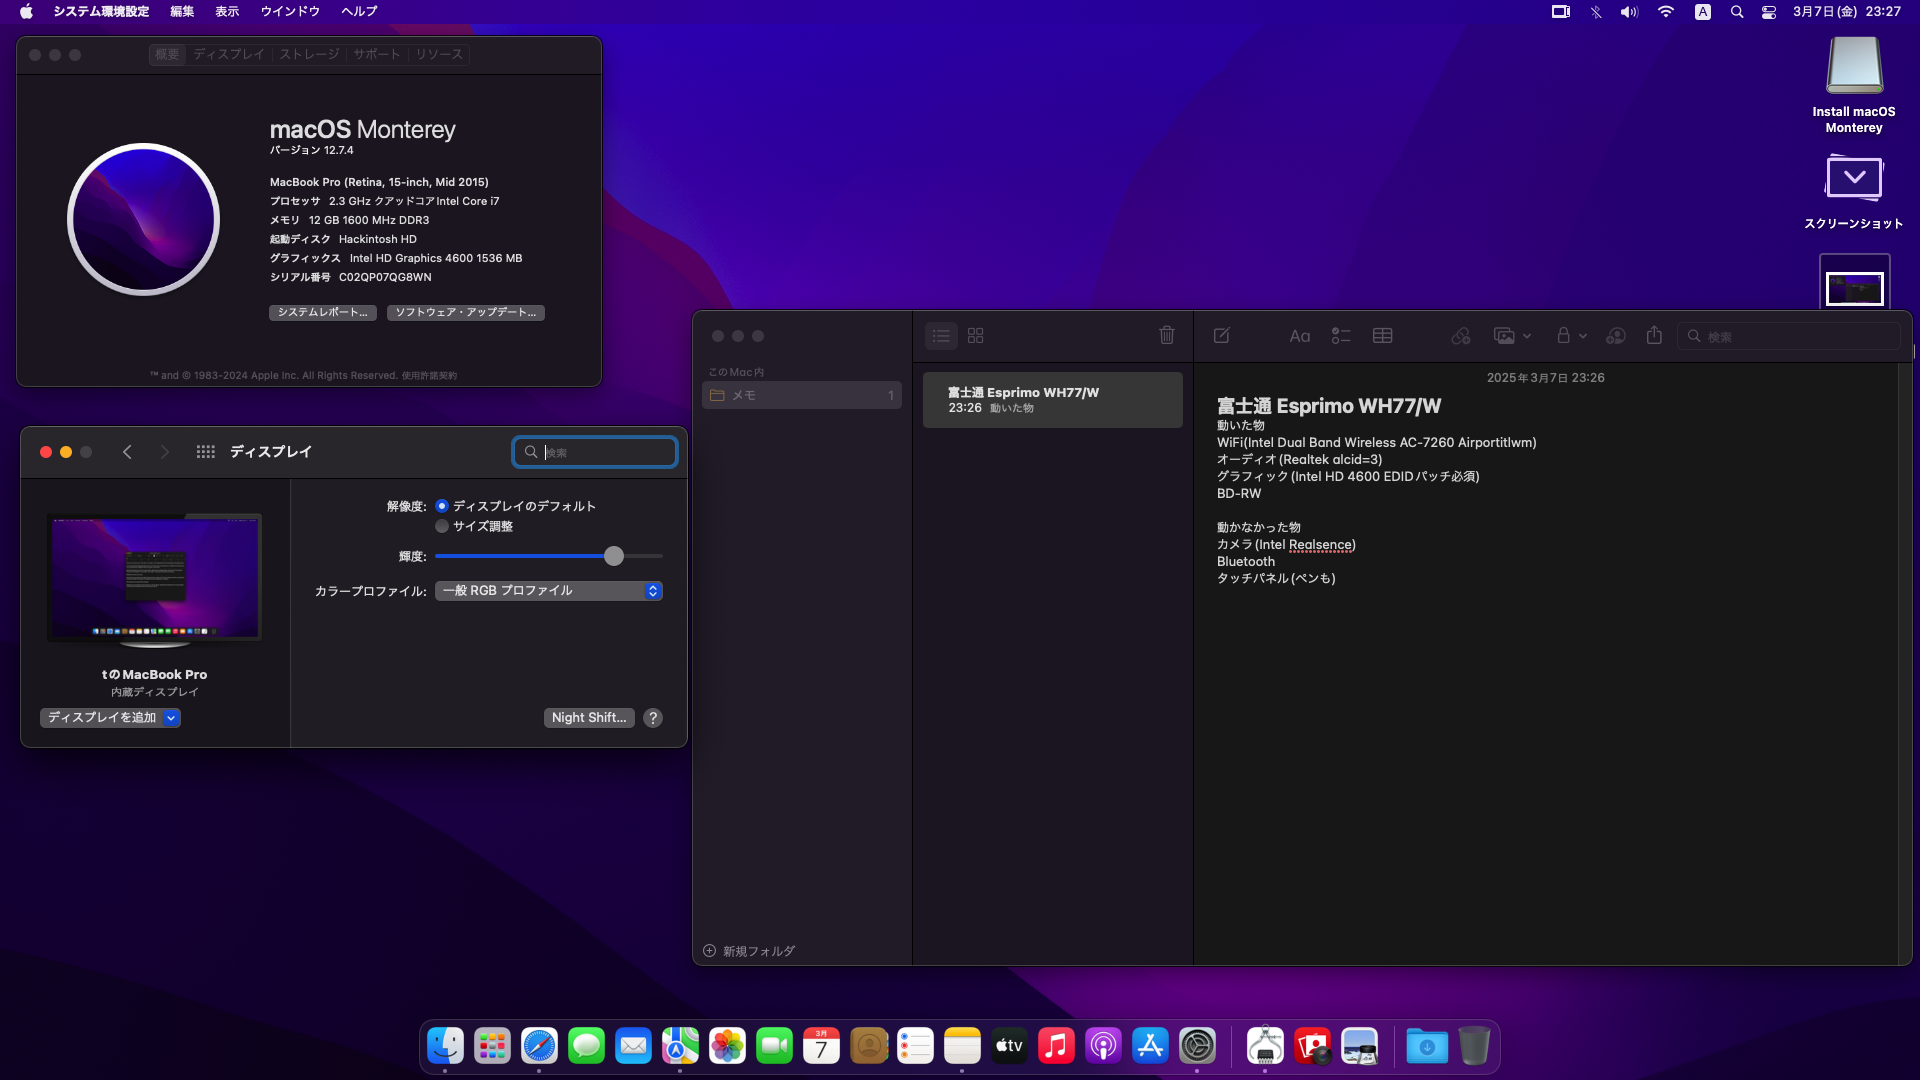 システム環境設定 編集 表示 ウインドウ ヘルプ
A 3月7日(金) 23:27
概要 ディスプレイ ストレージ サポート リソース
macOS Monterey
バージョン 12.7.4
MacBook Pro (Retina, 15-inch, Mid 2015)
プロセッサ 2.3 GHz クアッドコアIntel Core i7
メモリ 12 GB 1600 MHz DDR3
起動ディスク Hackintosh HD
グラフィックス Intel HD Graphics 4600 1536 MB
シリアル番号 C02QP07QG8WN
システムレポート... ソフトウェア・アップデート...
™ and © 1983-2024 Apple Inc. All Rights Reserved. 使用許諾契約
Install macOS
Monterey
スクリーンショット
ディスプレイ
検索
解像度: ディスプレイのデフォルト
サイズ調整
輝度:
カラープロファイル: 一般 RGB プロファイル
tのMacBook Pro
内蔵ディスプレイ
ディスプレイを追加
Night Shift... ?
このMac内
メモ 1
新規フォルダ
富士通 Esprimo WH77/W
23:26 動いた物
Aa
検索
2025年3月7日 23:26
富士通 Esprimo WH77/W
動いた物
WiFi(Intel Dual Band Wireless AC-7260 Airportitlwm)
オーディオ(Realtek alcid=3)
グラフィック(Intel HD 4600 EDIDパッチ必須)
BD-RW
動かなかった物
カメラ(Intel Realsence)
Bluetooth
タッチパネル(ペンも)
3月
7
tv